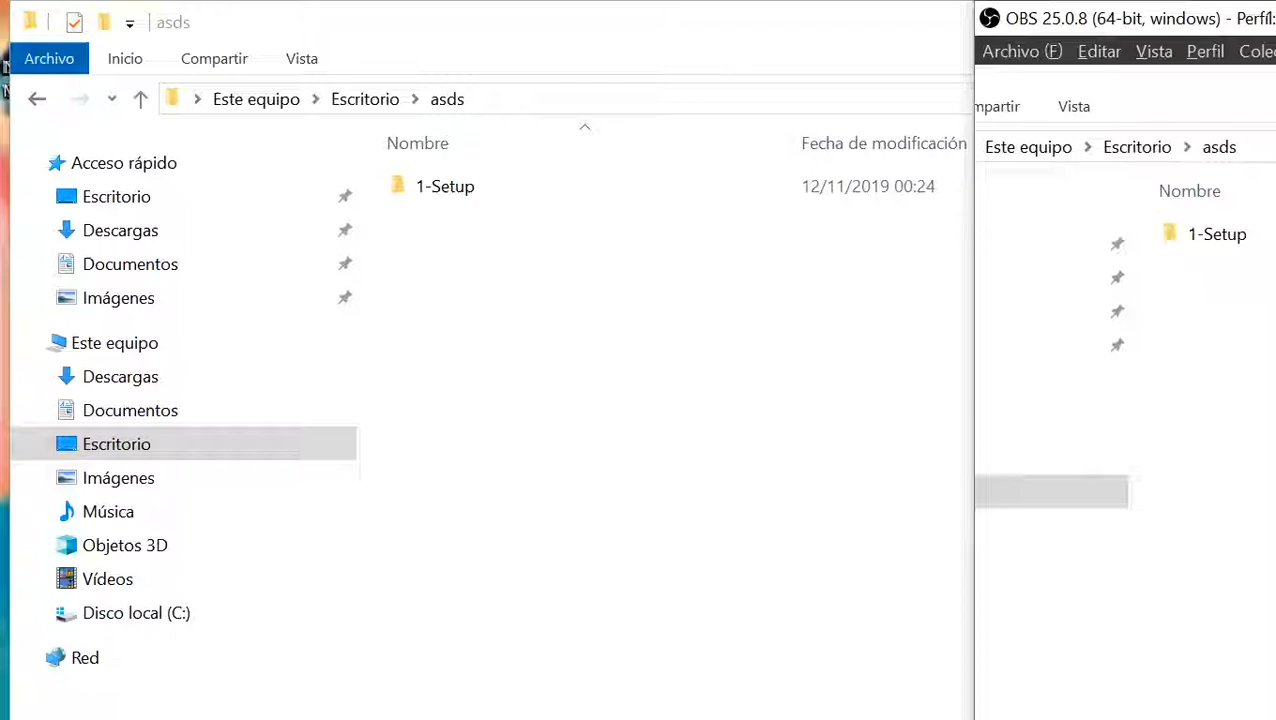 asds
Archivo Inicio Compartir Vista
Este equipo Escritorio asds
Nombre Fecha de modificación
1-Setup 12/11/2019 00:24
Acceso rápido
Escritorio
Descargas
Documentos
Imágenes
Este equipo
Descargas
Documentos
Escritorio
Imágenes
Música
Objetos 3D
Vídeos
Disco local (C:)
Red
OBS 25.0.8 (64-bit, windows) - Perfil:
Archivo (F) Editar Vista Perfil Colec
mpartir Vista
Este equipo Escritorio asds
Nombre
1-Setup